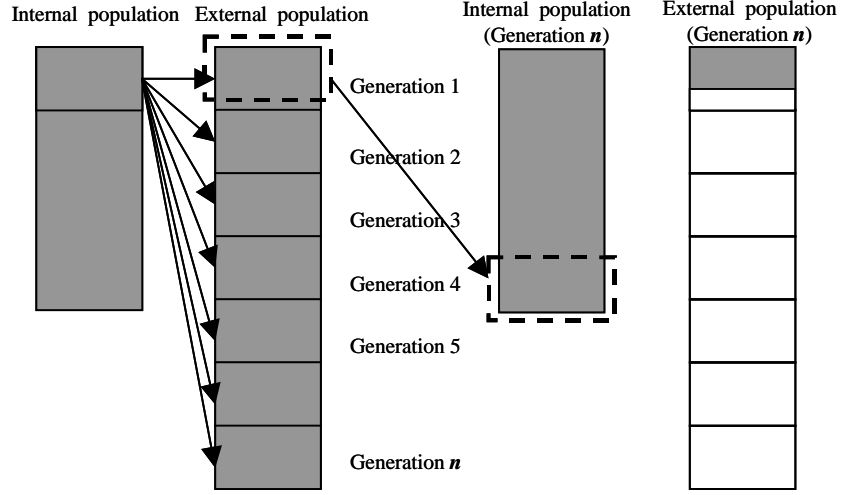 Internal population
External population
Internal population
(Generation n)
External population
(Generation n)
Generation 1
Generation 2
Generation 3
Generation 4
Generation 5
Generation n